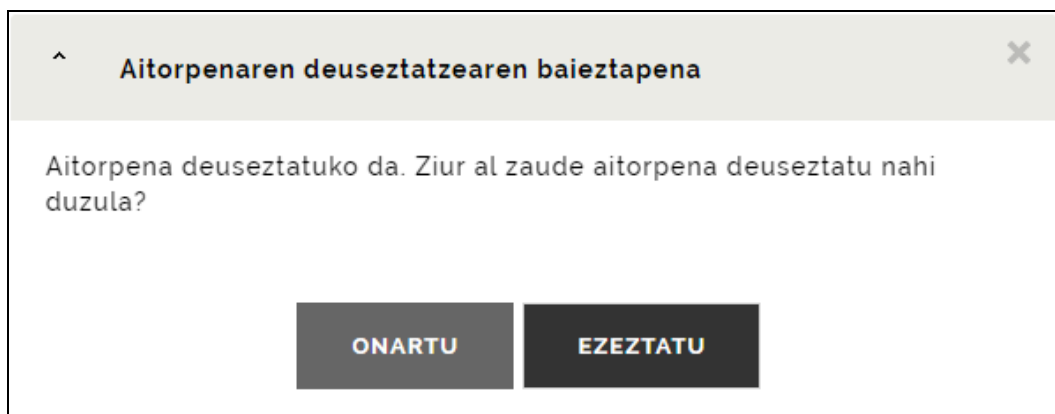 Aitorpenaren deuseztatzearen baieztapena
Aitorpena deuseztatuko da. Ziur al zaude aitorpena deuseztatu nahi
duzula?
ONARTU EZEZTATU